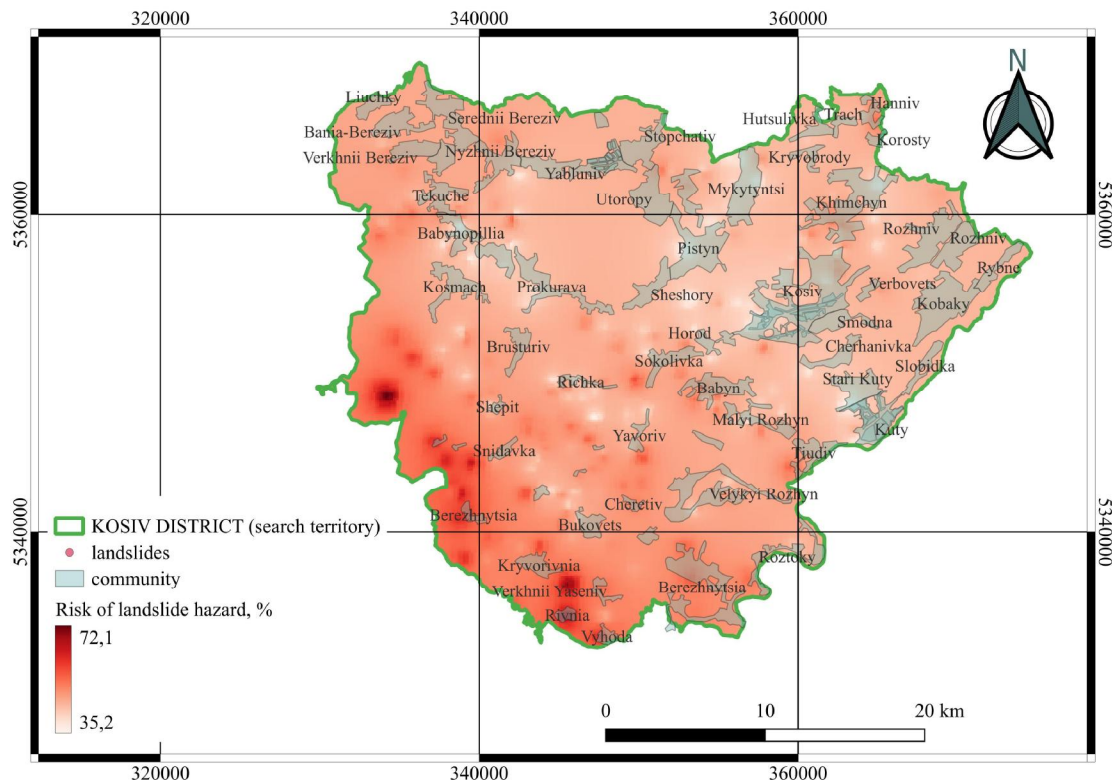 320000 340000 360000
N
Liuchky
Hanniv
Serednii Bereziv
Hutsulivka
Trach
Bania-Bereziv
Stopchativ
Korosty
Verkhnii Bereziv
Nyzhnii Bereziv
Kryvobrody
Yabluniv
Mykytyntsi
Tekuche
Utoropy
Khimchyn
5360000
5360000
Babynopillia
Rozhniv
Rozhniv
Pistyn
Rybne
Kosmach
Prokurava
Sheshory
Kosiv
Verbovets
Kobaky
Smodna
Horod
Brusturiv
Cherhanivka
Sokolivka
Slobidka
Richka
Babyn
Stari Kuty
Shepit
Malyi Rozhyn
Kuty
Yavoriv
Snidavka
Tiudiv
Velykyi Rozhyn
Cheretiv
Berezhnytsia
Bukovets
5340000
5340000
Roztoky
Kryvorivnia
Berezhnytsia
Verkhnii Yaseniv
Rivnia
Vyhoda
KOSIV DISTRICT (search territory)
landslides
community
Risk of landslide hazard, %
72,1
35,2
0 10 20 km
320000 340000 360000